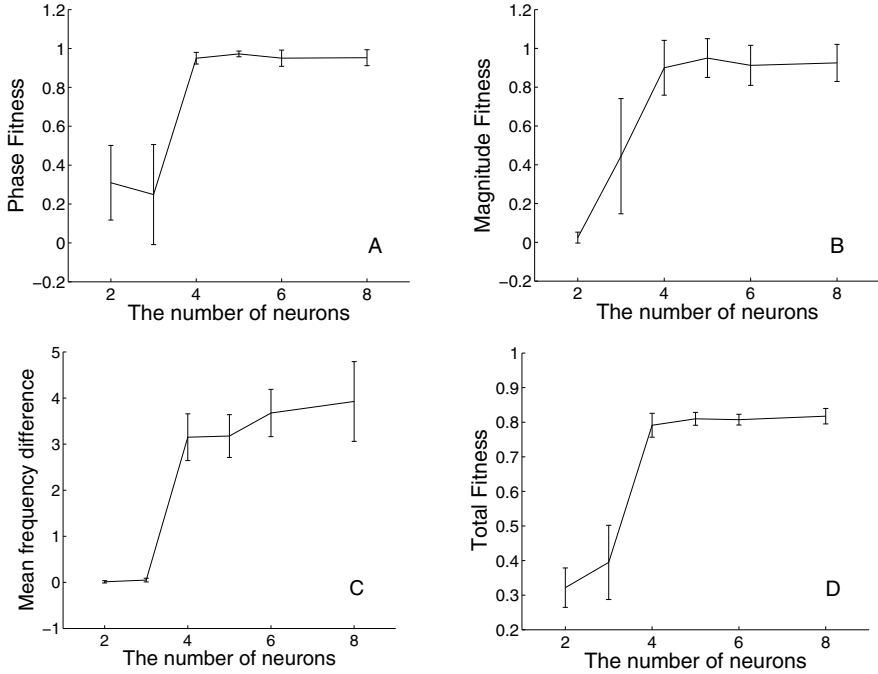 1.2
1
0.8
0.6
0.4
0.2
0
−0.2
Phase Fitness
A
2 4 6 8
The number of neurons
1.2
1
0.8
0.6
0.4
0.2
0
−0.2
Magnitude Fitness
B
2 4 6 8
The number of neurons
5
4
3
2
1
0
−1
Mean frequency difference
C
2 4 6 8
The number of neurons
1
0.9
0.8
0.7
0.6
0.5
0.4
0.3
0.2
Total Fitness
D
2 4 6 8
The number of neurons